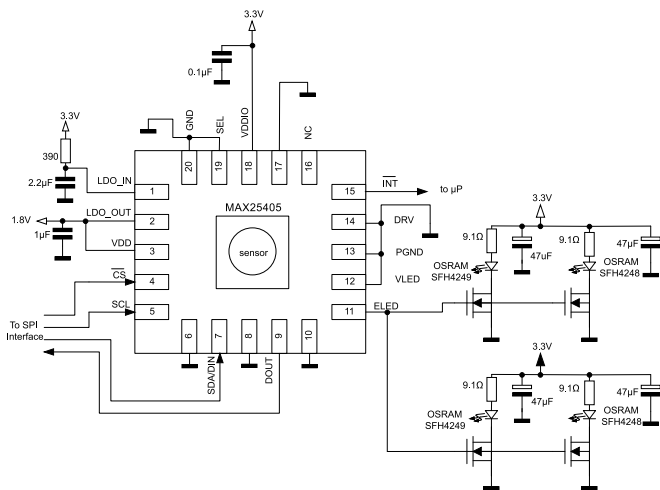 3.3V
0.1µF
3.3V
390
2.2µF
LDO_IN
GND
SEL
VDDIO
NC
20
19
18
17
16
1
15
INT
to µP
1.8V
LDO_OUT
1µF
2
MAX25405
14
DRV
VDD
3
sensor
13
PGND
CS
4
12
VLED
SCL
5
11
ELED
To SPI
Interface
6
7
8
9
10
SDA/DIN
DOUT
3.3V
9.1Ω
47uF
9.1Ω
47µF
OSRAM
SFH4249
OSRAM
SFH4248
3.3V
9.1Ω
47µF
9.1Ω
47µF
OSRAM
SFH4249
OSRAM
SFH4248